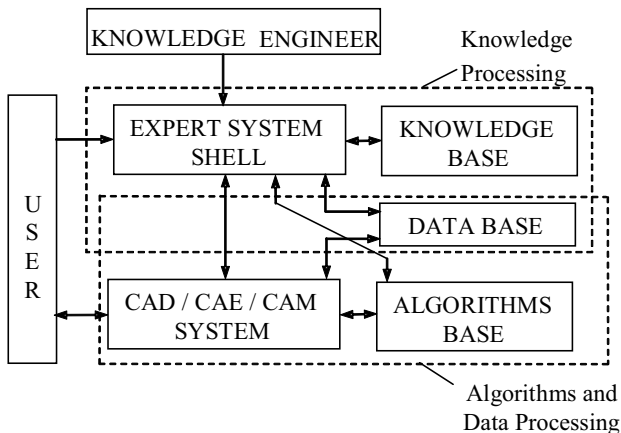 KNOWLEDGE ENGINEER
Knowledge
Processing
EXPERT SYSTEM
SHELL
KNOWLEDGE
BASE
USER
DATA BASE
CAD / CAE / CAM
SYSTEM
ALGORITHMS
BASE
Algorithms and
Data Processing